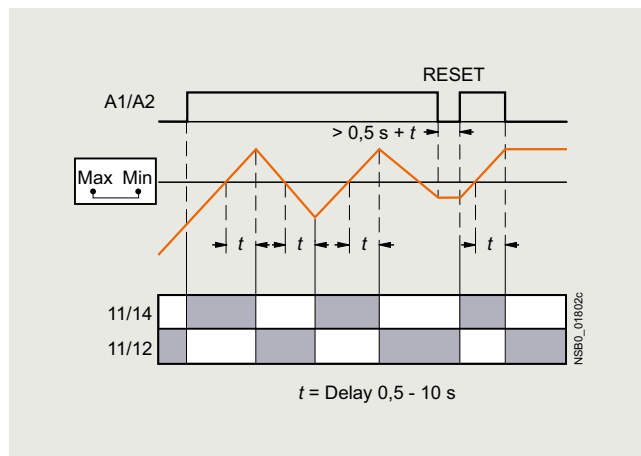 RESET
A1/A2
> 0,5 s + t
Max Min
t t t t
11/14
11/12
NSB0_01802c
t = Delay 0,5 - 10 s